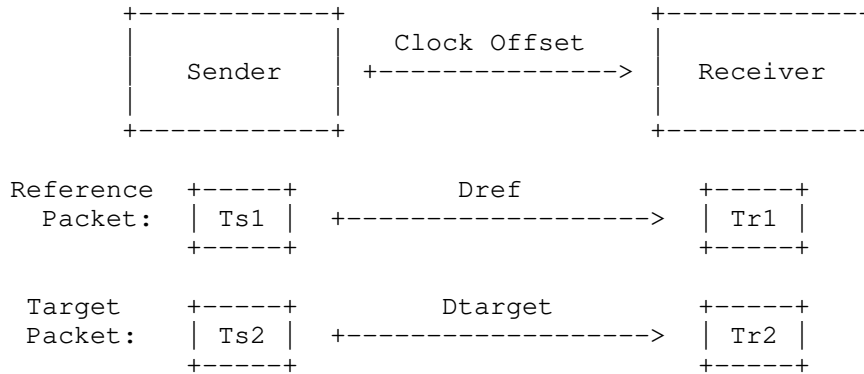 Clock Offset
Sender Receiver
Reference Dref
Packet: Ts1 Tr1
Target Dtarget
Packet: Ts2 Tr2